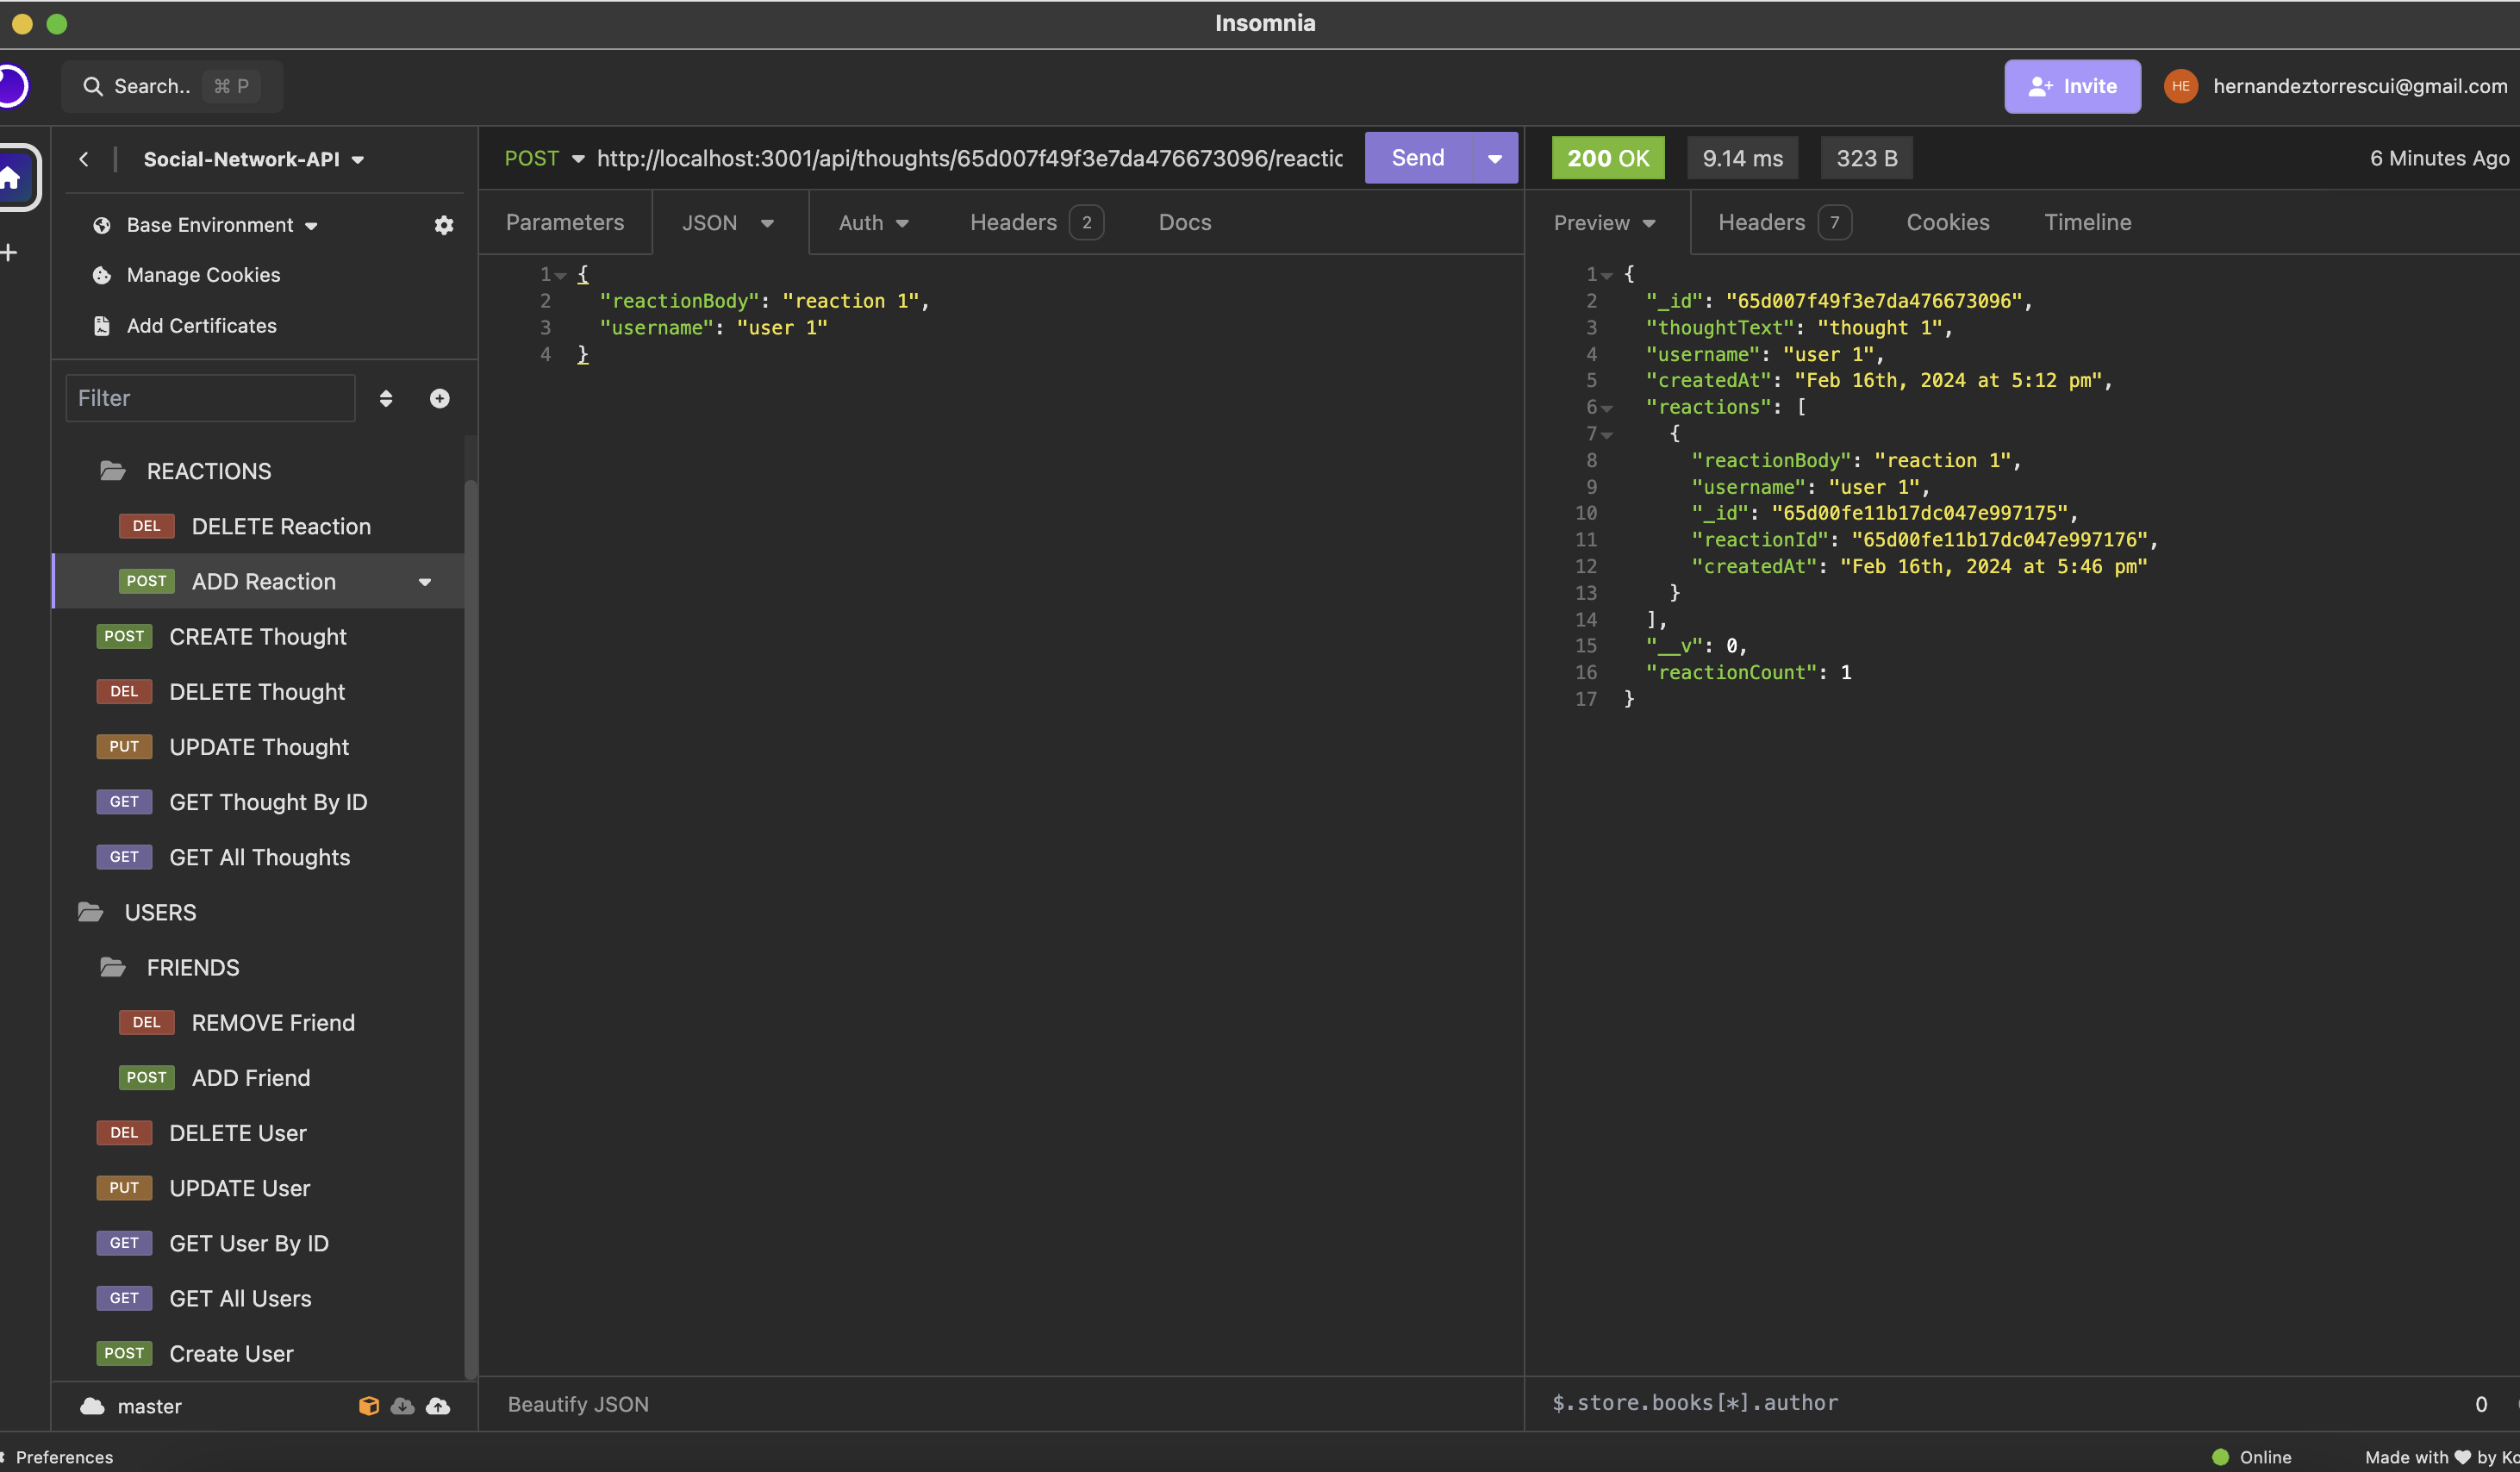 Insomnia
Search.. ⌘ P
Invite
HE hernandeztorrescui@gmail.com
Social-Network-API
Base Environment
Manage Cookies
Add Certificates
Filter
REACTIONS
DEL DELETE Reaction
POST ADD Reaction
POST CREATE Thought
DEL DELETE Thought
PUT UPDATE Thought
GET GET Thought By ID
GET GET All Thoughts
USERS
FRIENDS
DEL REMOVE Friend
POST ADD Friend
DEL DELETE User
PUT UPDATE User
GET GET User By ID
GET GET All Users
POST Create User
master
POST http://localhost:3001/api/thoughts/65d007f49f3e7da476673096/reactic
Send
Parameters JSON Auth Headers 2 Docs
1 {
2 "reactionBody": "reaction 1",
3 "username": "user 1"
4 }
Beautify JSON
200 OK 9.14 ms 323 B 6 Minutes Ago
Preview Headers 7 Cookies Timeline
1 {
2 "_id": "65d007f49f3e7da476673096",
3 "thoughtText": "thought 1",
4 "username": "user 1",
5 "createdAt": "Feb 16th, 2024 at 5:12 pm",
6 "reactions": [
7 {
8 "reactionBody": "reaction 1",
9 "username": "user 1",
10 "_id": "65d00fe11b17dc047e997175",
11 "reactionId": "65d00fe11b17dc047e997176",
12 "createdAt": "Feb 16th, 2024 at 5:46 pm"
13 }
14 ],
15 "__v": 0,
16 "reactionCount": 1
17 }
$.store.books[*].author 0
Preferences
Online Made with ♥ by Ko